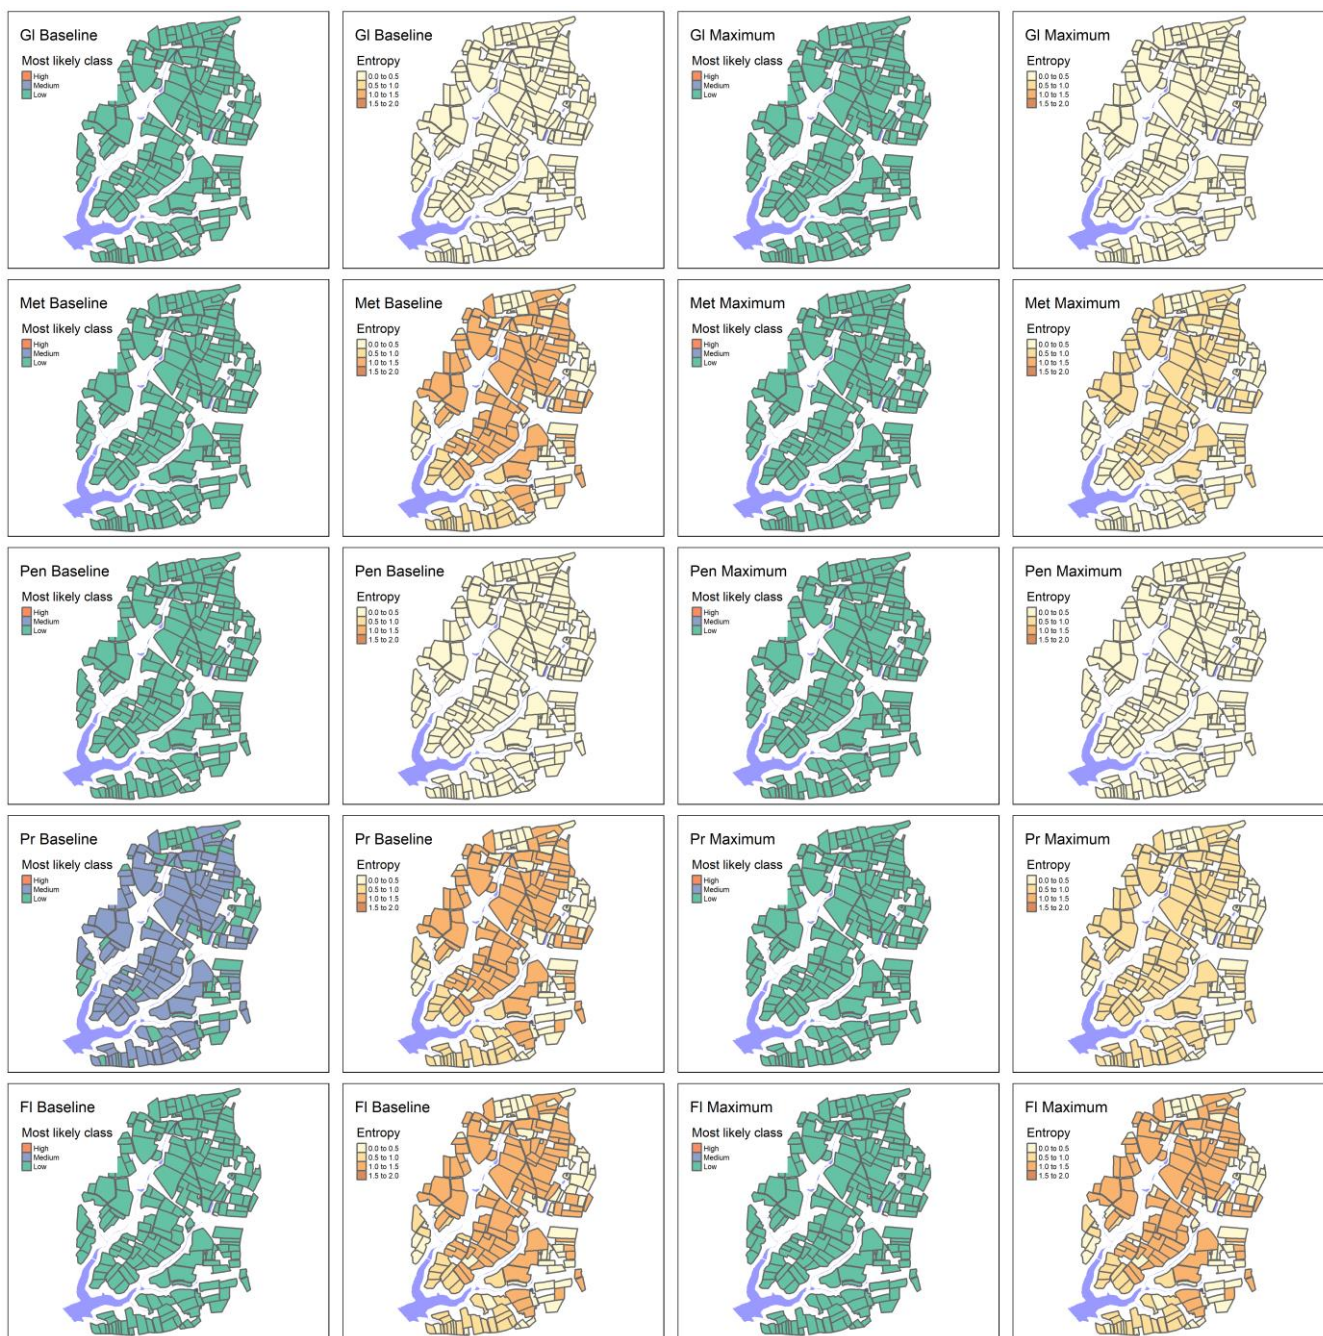 Gl Baseline
Most likely class
High
Medium
Low
Gl Baseline
Entropy
0.0 to 0.5
0.5 to 1.0
1.0 to 1.5
1.5 to 2.0
Gl Maximum
Most likely class
High
Medium
Low
Gl Maximum
Entropy
0.0 to 0.5
0.5 to 1.0
1.0 to 1.5
1.5 to 2.0
Met Baseline
Most likely class
High
Medium
Low
Met Baseline
Entropy
0.0 to 0.5
0.5 to 1.0
1.0 to 1.5
1.5 to 2.0
Met Maximum
Most likely class
High
Medium
Low
Met Maximum
Entropy
0.0 to 0.5
0.5 to 1.0
1.0 to 1.5
1.5 to 2.0
Pen Baseline
Most likely class
High
Medium
Low
Pen Baseline
Entropy
0.0 to 0.5
0.5 to 1.0
1.0 to 1.5
1.5 to 2.0
Pen Maximum
Most likely class
High
Medium
Low
Pen Maximum
Entropy
0.0 to 0.5
0.5 to 1.0
1.0 to 1.5
1.5 to 2.0
Pr Baseline
Most likely class
High
Medium
Low
Pr Baseline
Entropy
0.0 to 0.5
0.5 to 1.0
1.0 to 1.5
1.5 to 2.0
Pr Maximum
Most likely class
High
Medium
Low
Pr Maximum
Entropy
0.0 to 0.5
0.5 to 1.0
1.0 to 1.5
1.5 to 2.0
Fl Baseline
Most likely class
High
Medium
Low
Fl Baseline
Entropy
0.0 to 0.5
0.5 to 1.0
1.0 to 1.5
1.5 to 2.0
Fl Maximum
Most likely class
High
Medium
Low
Fl Maximum
Entropy
0.0 to 0.5
0.5 to 1.0
1.0 to 1.5
1.5 to 2.0